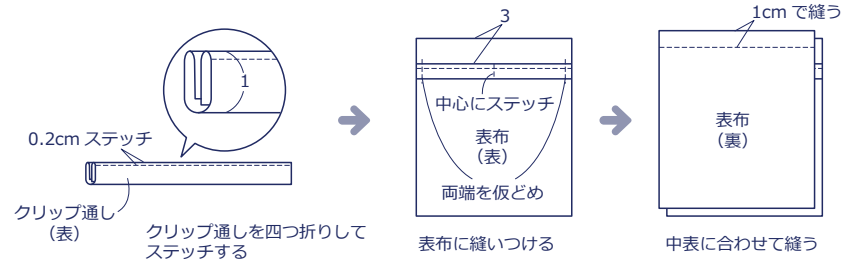 1
0.2cm ステッチ
クリップ通し
（表）
クリップ通しを四つ折りして
ステッチする
3
中心にステッチ
表布
（表）
両端を仮どめ
表布に縫いつける
1cm で縫う
表布
（裏）
中表に合わせて縫う